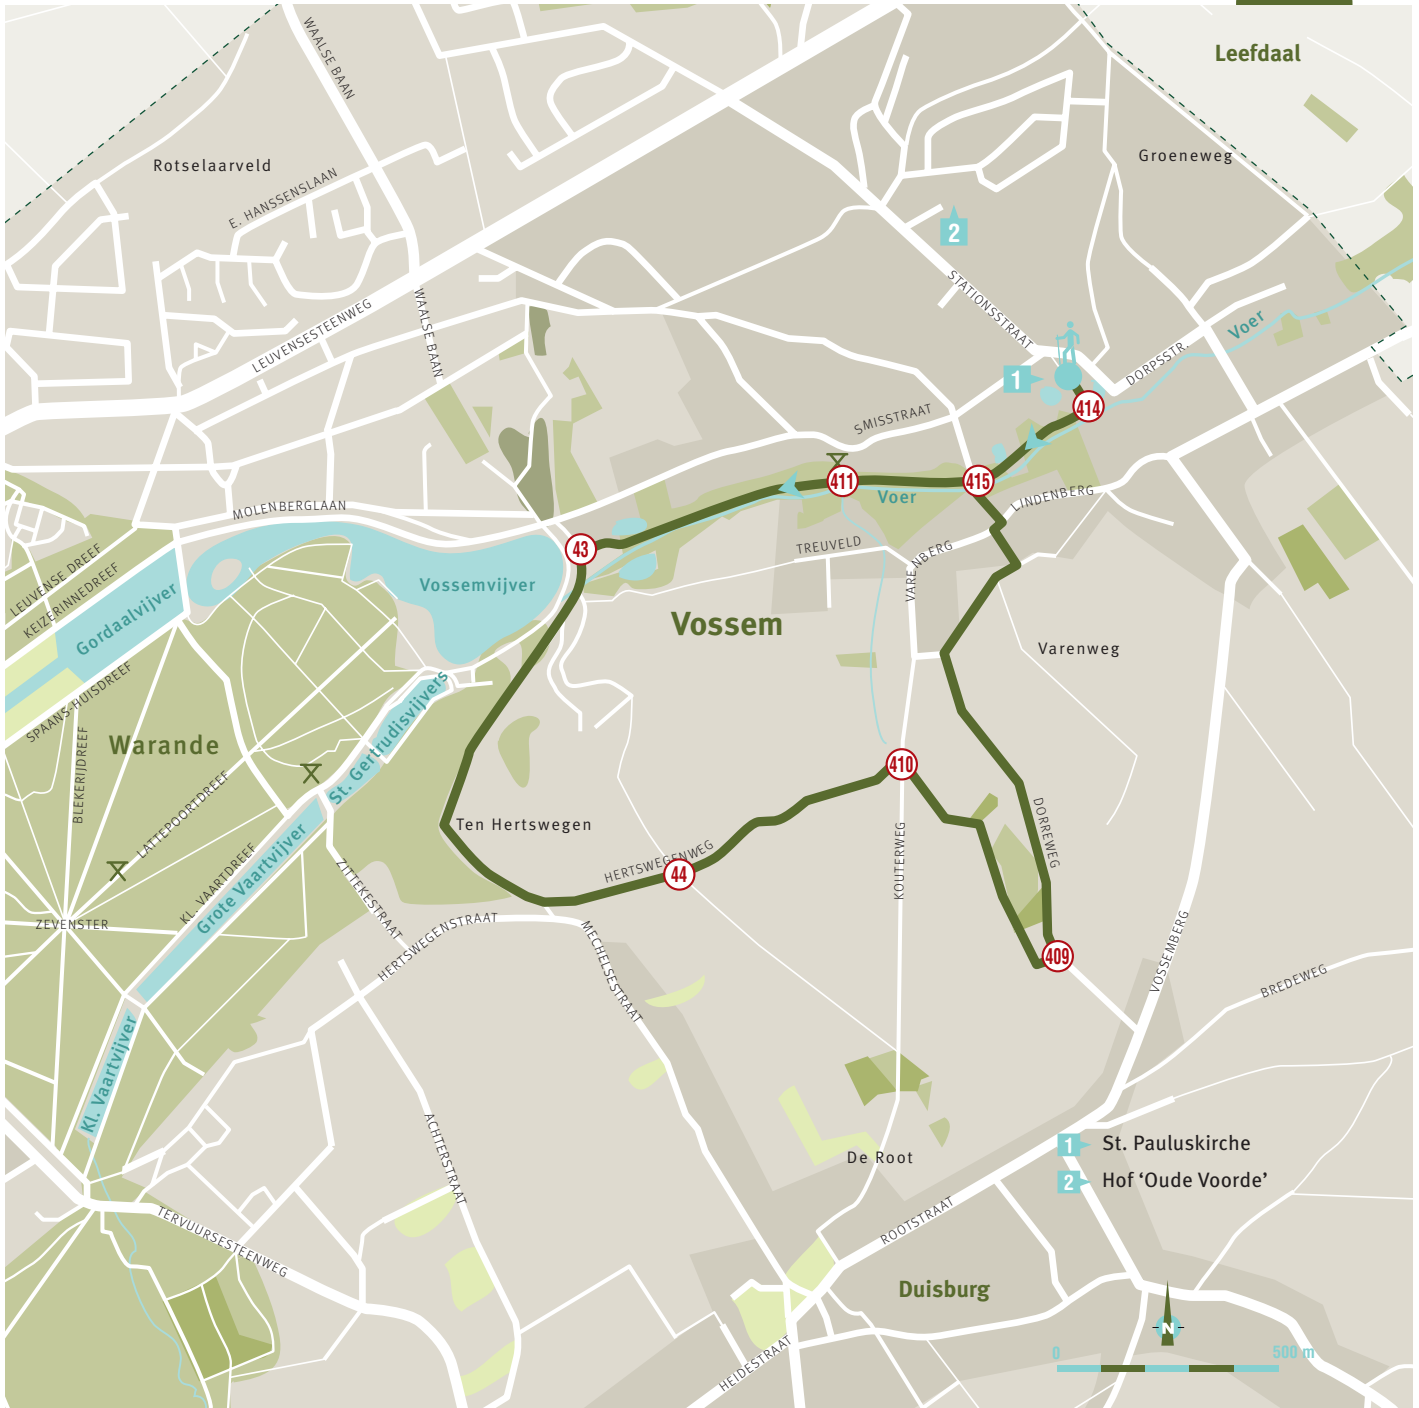 Leefdaal
WAALSE BAAN
Rotselaarveld
Groeneweg
E. HANSSENSLAAN
2
STATIONSSTRAAT
LEUVENSESTEENWEG
WAALSE BAAN
Voer
DORPSSTR.
1
414
SMISSTRAAT
411
415
Voer
LINDENBERG
MOLENBERGLAAN
TREUVELD
VARENBERG
43
LEUVENSE DREEF
KEIZERINNEDREEF
Gordaalvijver
Vossemvijver
Vossem
Varenweg
SPAANS-HUISDREEF
BLEKERIJDREEF
Warande
St. Gertrudisvijvers
LATTEPOORTDREEF
410
Ten Hertswegen
DORREWEG
KOUTERWEG
HERTSWEGENWEG
44
KL. VAARTDREEF
Grote Vaartvijver
ZITTEKESTRAAT
ZEVENSTER
HERTSWEGENSTRAAT
MECHELSESTRAAT
409
VOSSEMBERG
BREDEWEG
Kl. Vaartvijver
ACHTERSTRAAT
De Root
1 St. Pauluskirche
2 Hof ‘Oude Voorde’
TERVUURSESTEENWEG
ROOTSTRAAT
Duisburg
HEIDESTRAAT
N
0 500 m